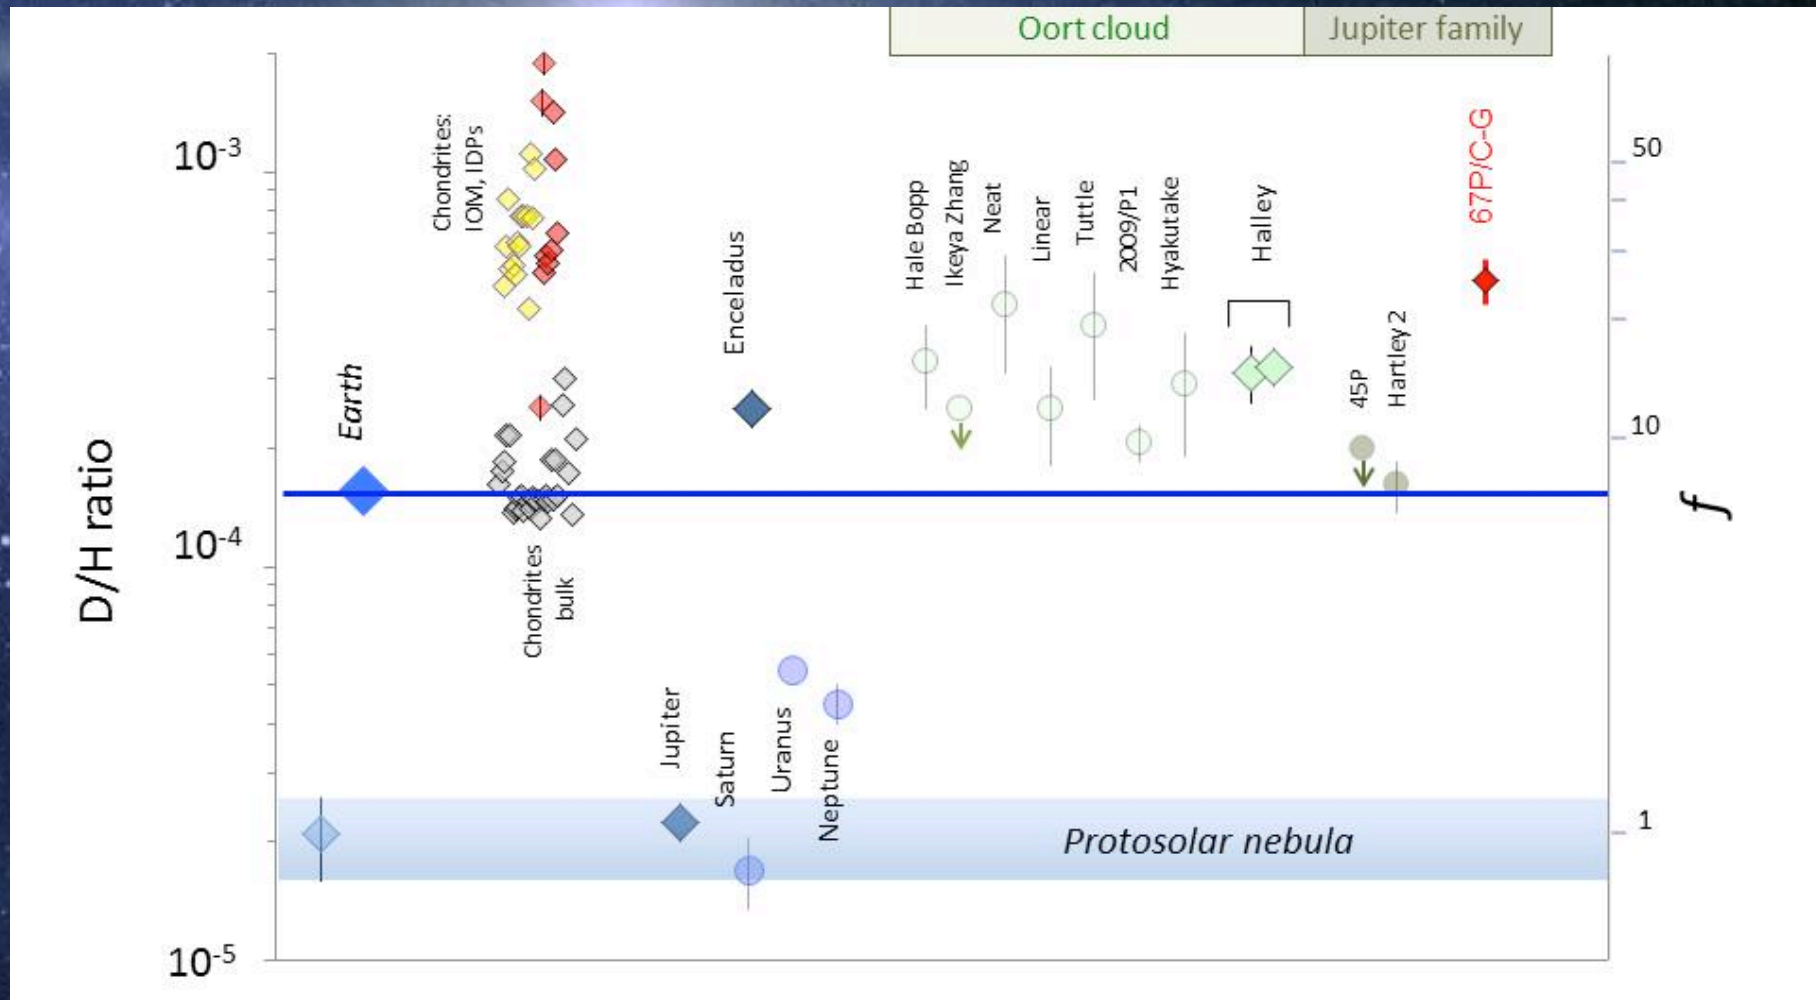 Oort cloud
Jupiter family
D/H ratio
10-3
10-4
10-5
Earth
Chondrites:
IOM, IDPs
Chondrites
bulk
Enceladus
Jupiter
Saturn
Uranus
Neptune
Hale Bopp
Ikeya Zhang
Neat
Linear
Tuttle
2009/P1
Hyakutake
Halley
45P
Hartley 2
67P/C-G
Protosolar nebula
50
10
1
f